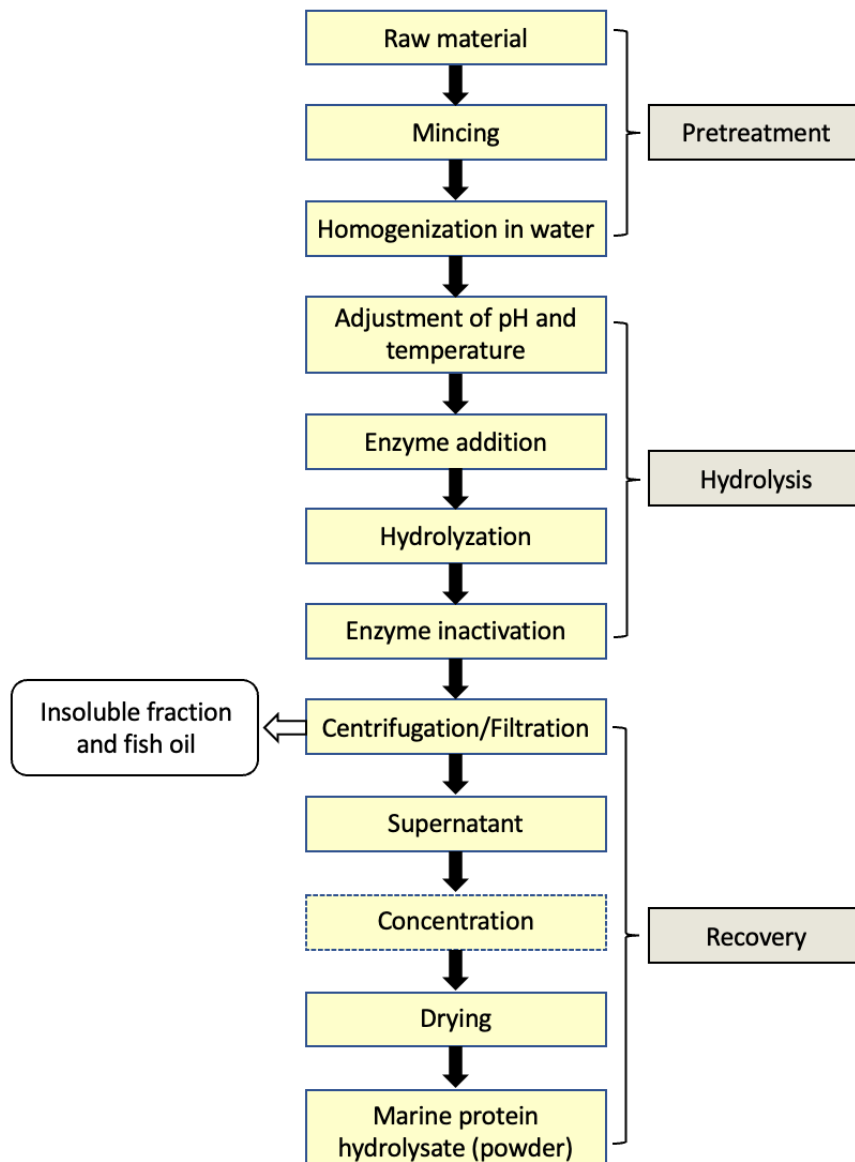 Raw material
Mincing
Pretreatment
Homogenization in water
Adjustment of pH and
temperature
Enzyme addition
Hydrolysis
Hydrolyzation
Enzyme inactivation
Insoluble fraction
and fish oil
Centrifugation/Filtration
Supernatant
Concentration
Recovery
Drying
Marine protein
hydrolysate (powder)